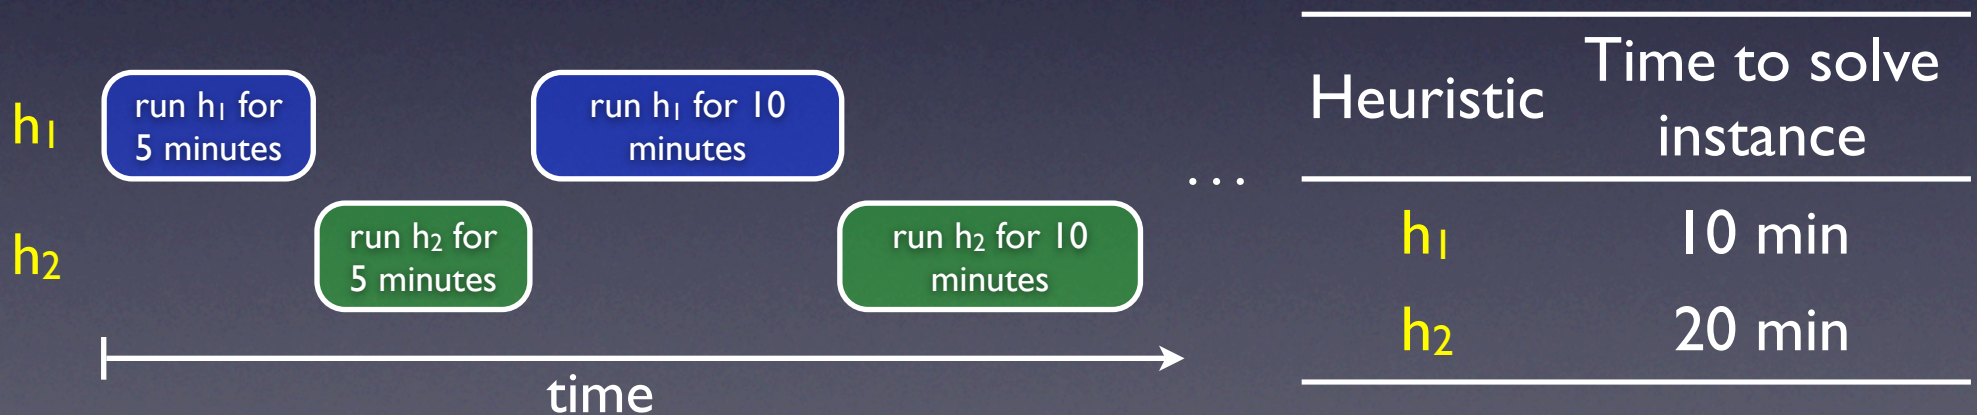 h₁
run h₁ for
5 minutes
run h₁ for 10
minutes
h₂
run h₂ for
5 minutes
run h₂ for 10
minutes
...
time
Heuristic
Time to solve
instance
h₁ 10 min
h₂ 20 min